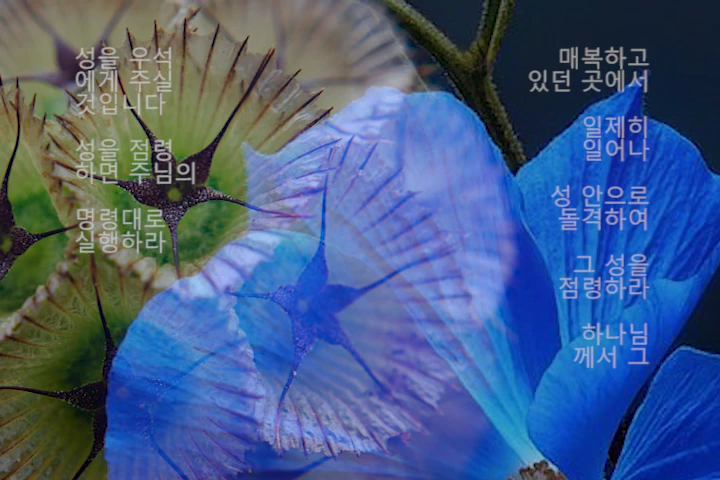 매복하고
있던 곳에서
일제히
일어나
성 안으로
돌격하여
그 성을
점령하라
하나님
께서 그
성을 우석
에게 주실
것입니다
성을 점령
하면 주님의
명령대로
실행하라